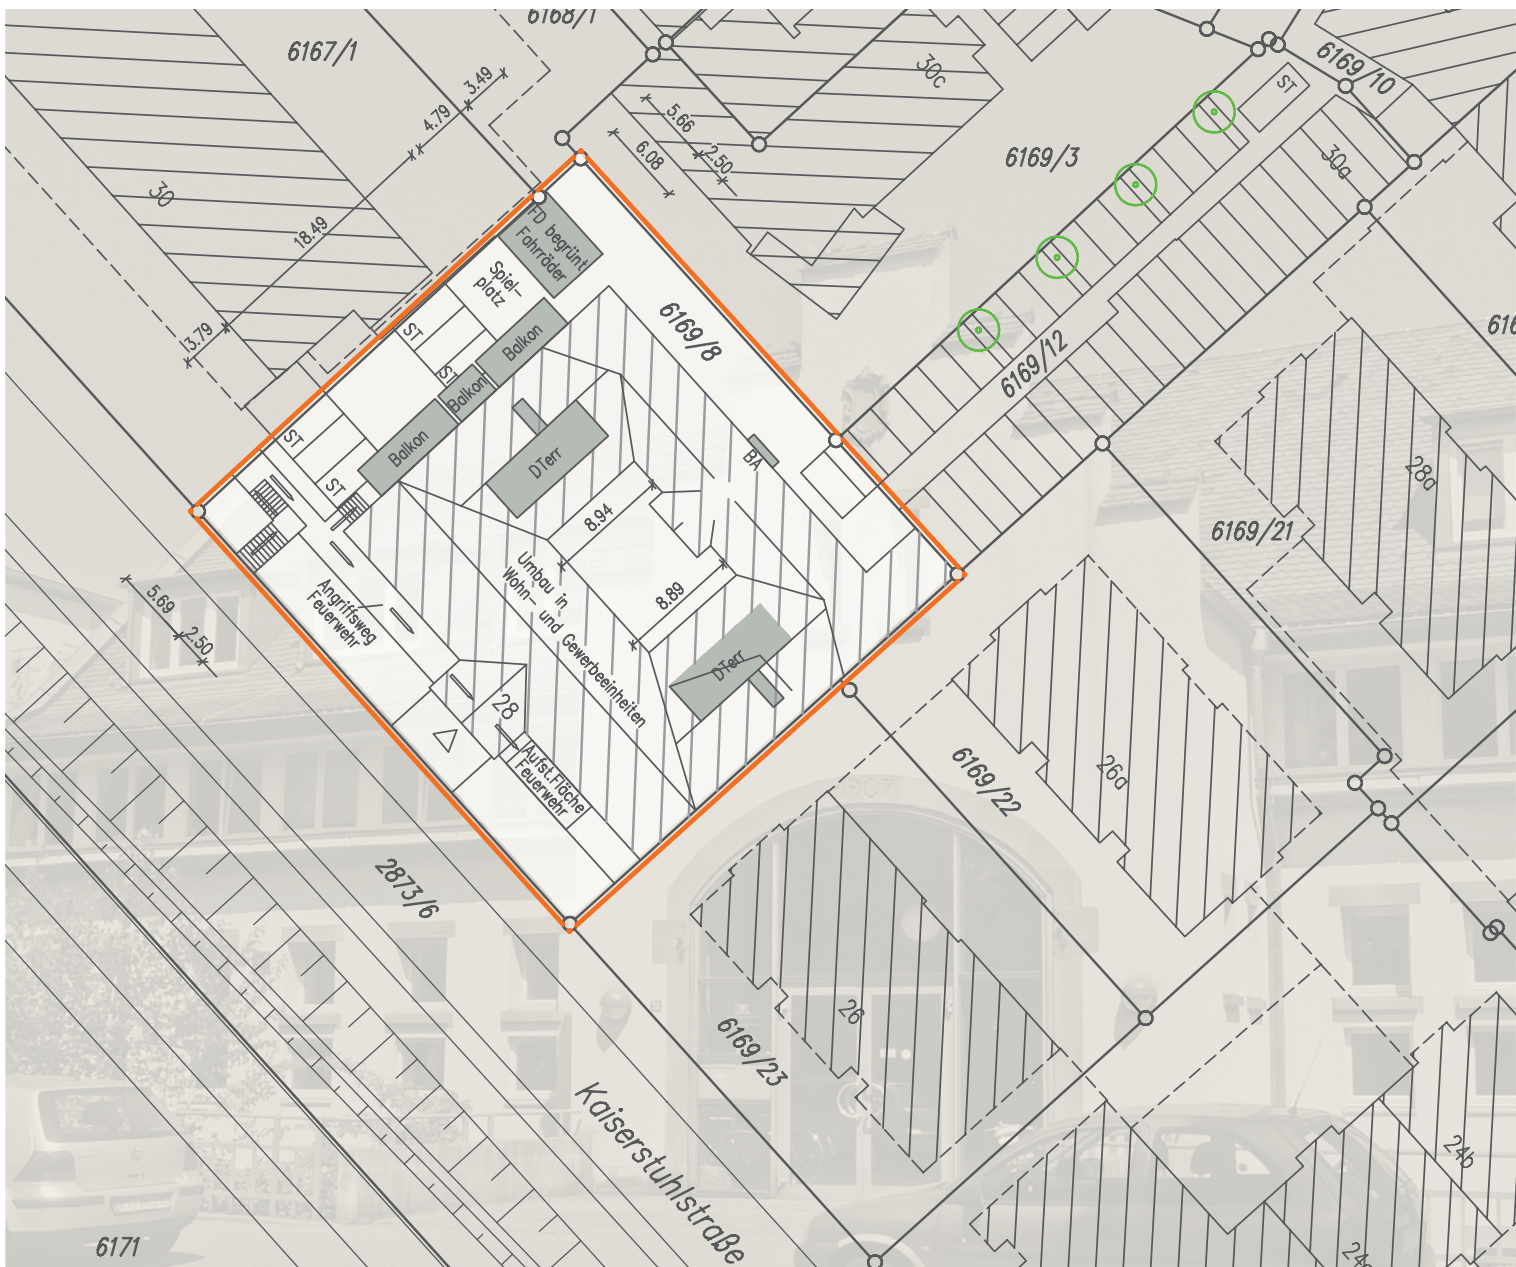 6168/1
6167/1
3.49
4.79
30
18.49
3.79
5.66
6.08
2.50
30c
6169/3
6169/10
ST
30a
FD begrünt
Fahrräder
Spiel-
platz
ST
ST
Balkon
Balkon
Balkon
6169/8
6169/12
616
ST
ST
DTerr
BA
28a
6169/21
8.94
8.89
Umbau in
Wohn- und Gewerbeeinheiten
Angriffsweg
Feuerwehr
5.69
2.50
DTerr
28
Aufst.Fläche
Feuerwehr
6169/22
26a
1907
2873/6
26
6169/23
Kaiserstuhlstraße
24b
6171